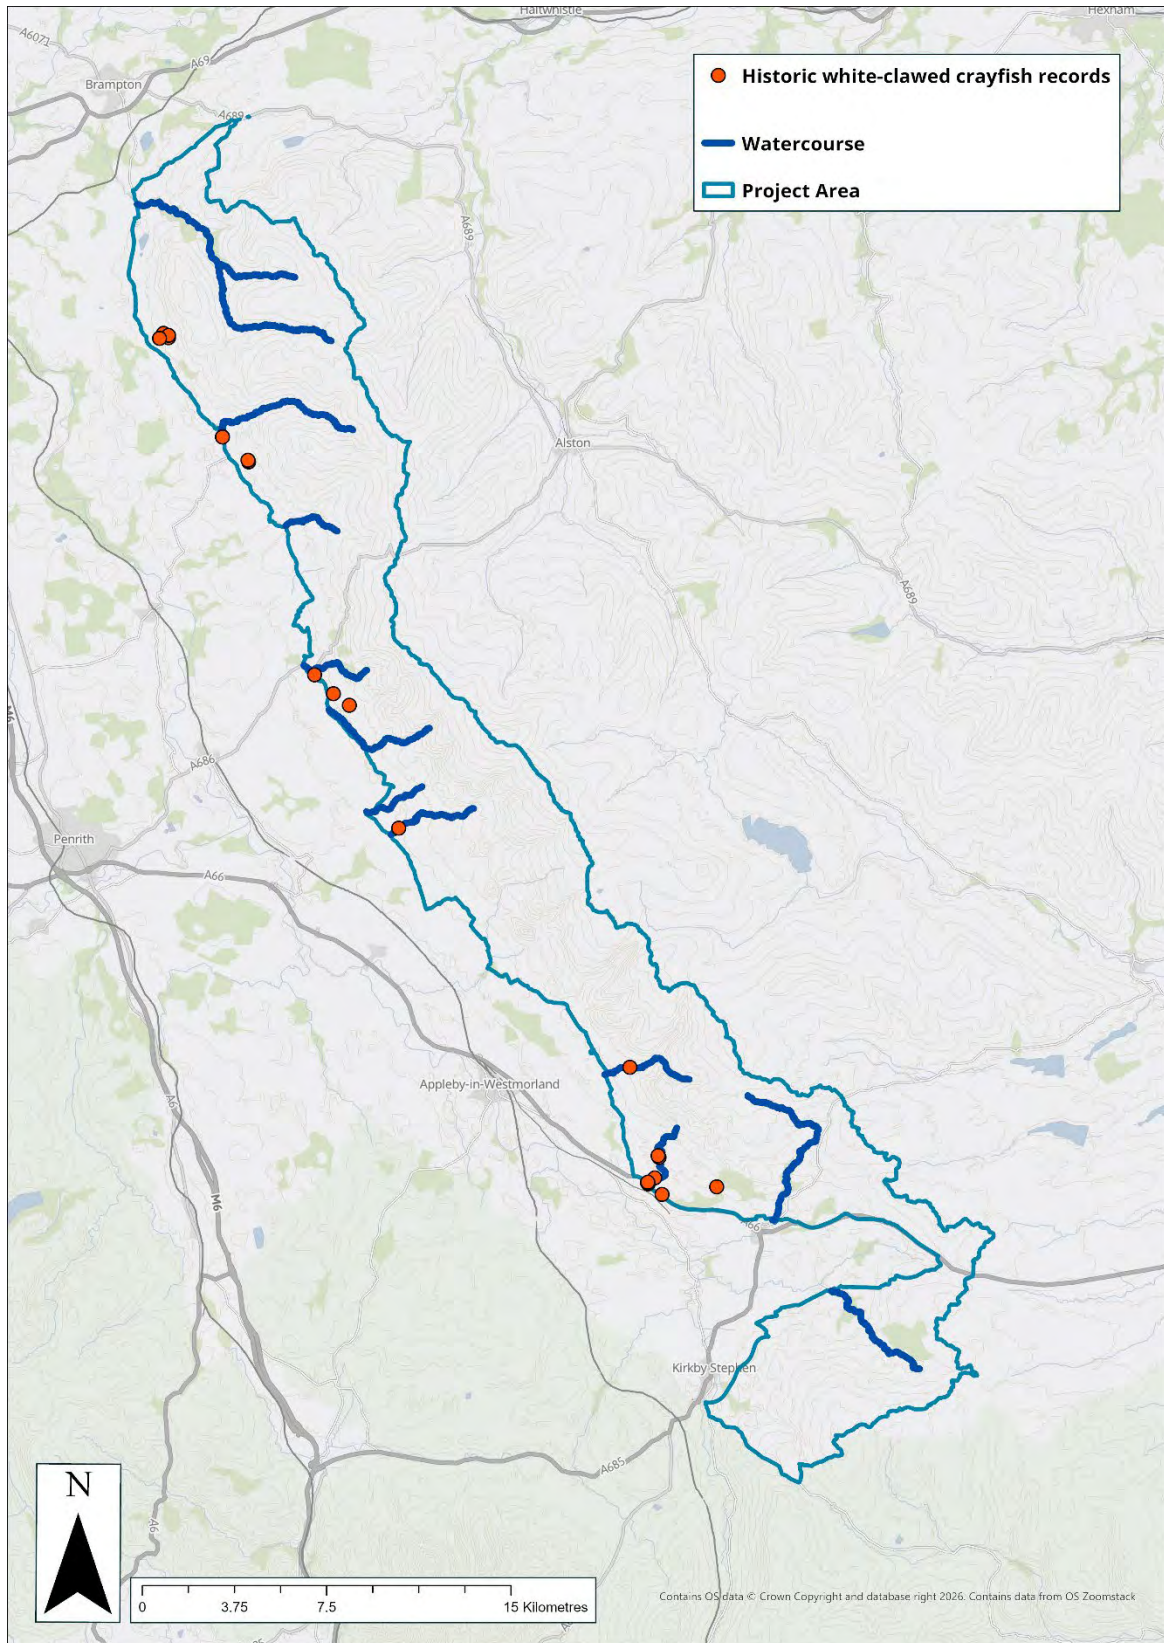 Haltwhistle
Hexham
A6071
A69
Brampton
A689
Historic white-clawed crayfish records
Watercourse
Project Area
A689
Alston
A689
M6
A686
Penrith
A66
Appleby-in-Westmorland
A6
M6
A66
Kirkby Stephen
A685
N
A6
0 3.75 7.5 15 Kilometres
Contains OS data © Crown Copyright and database right 2026. Contains data from OS Zoomstack